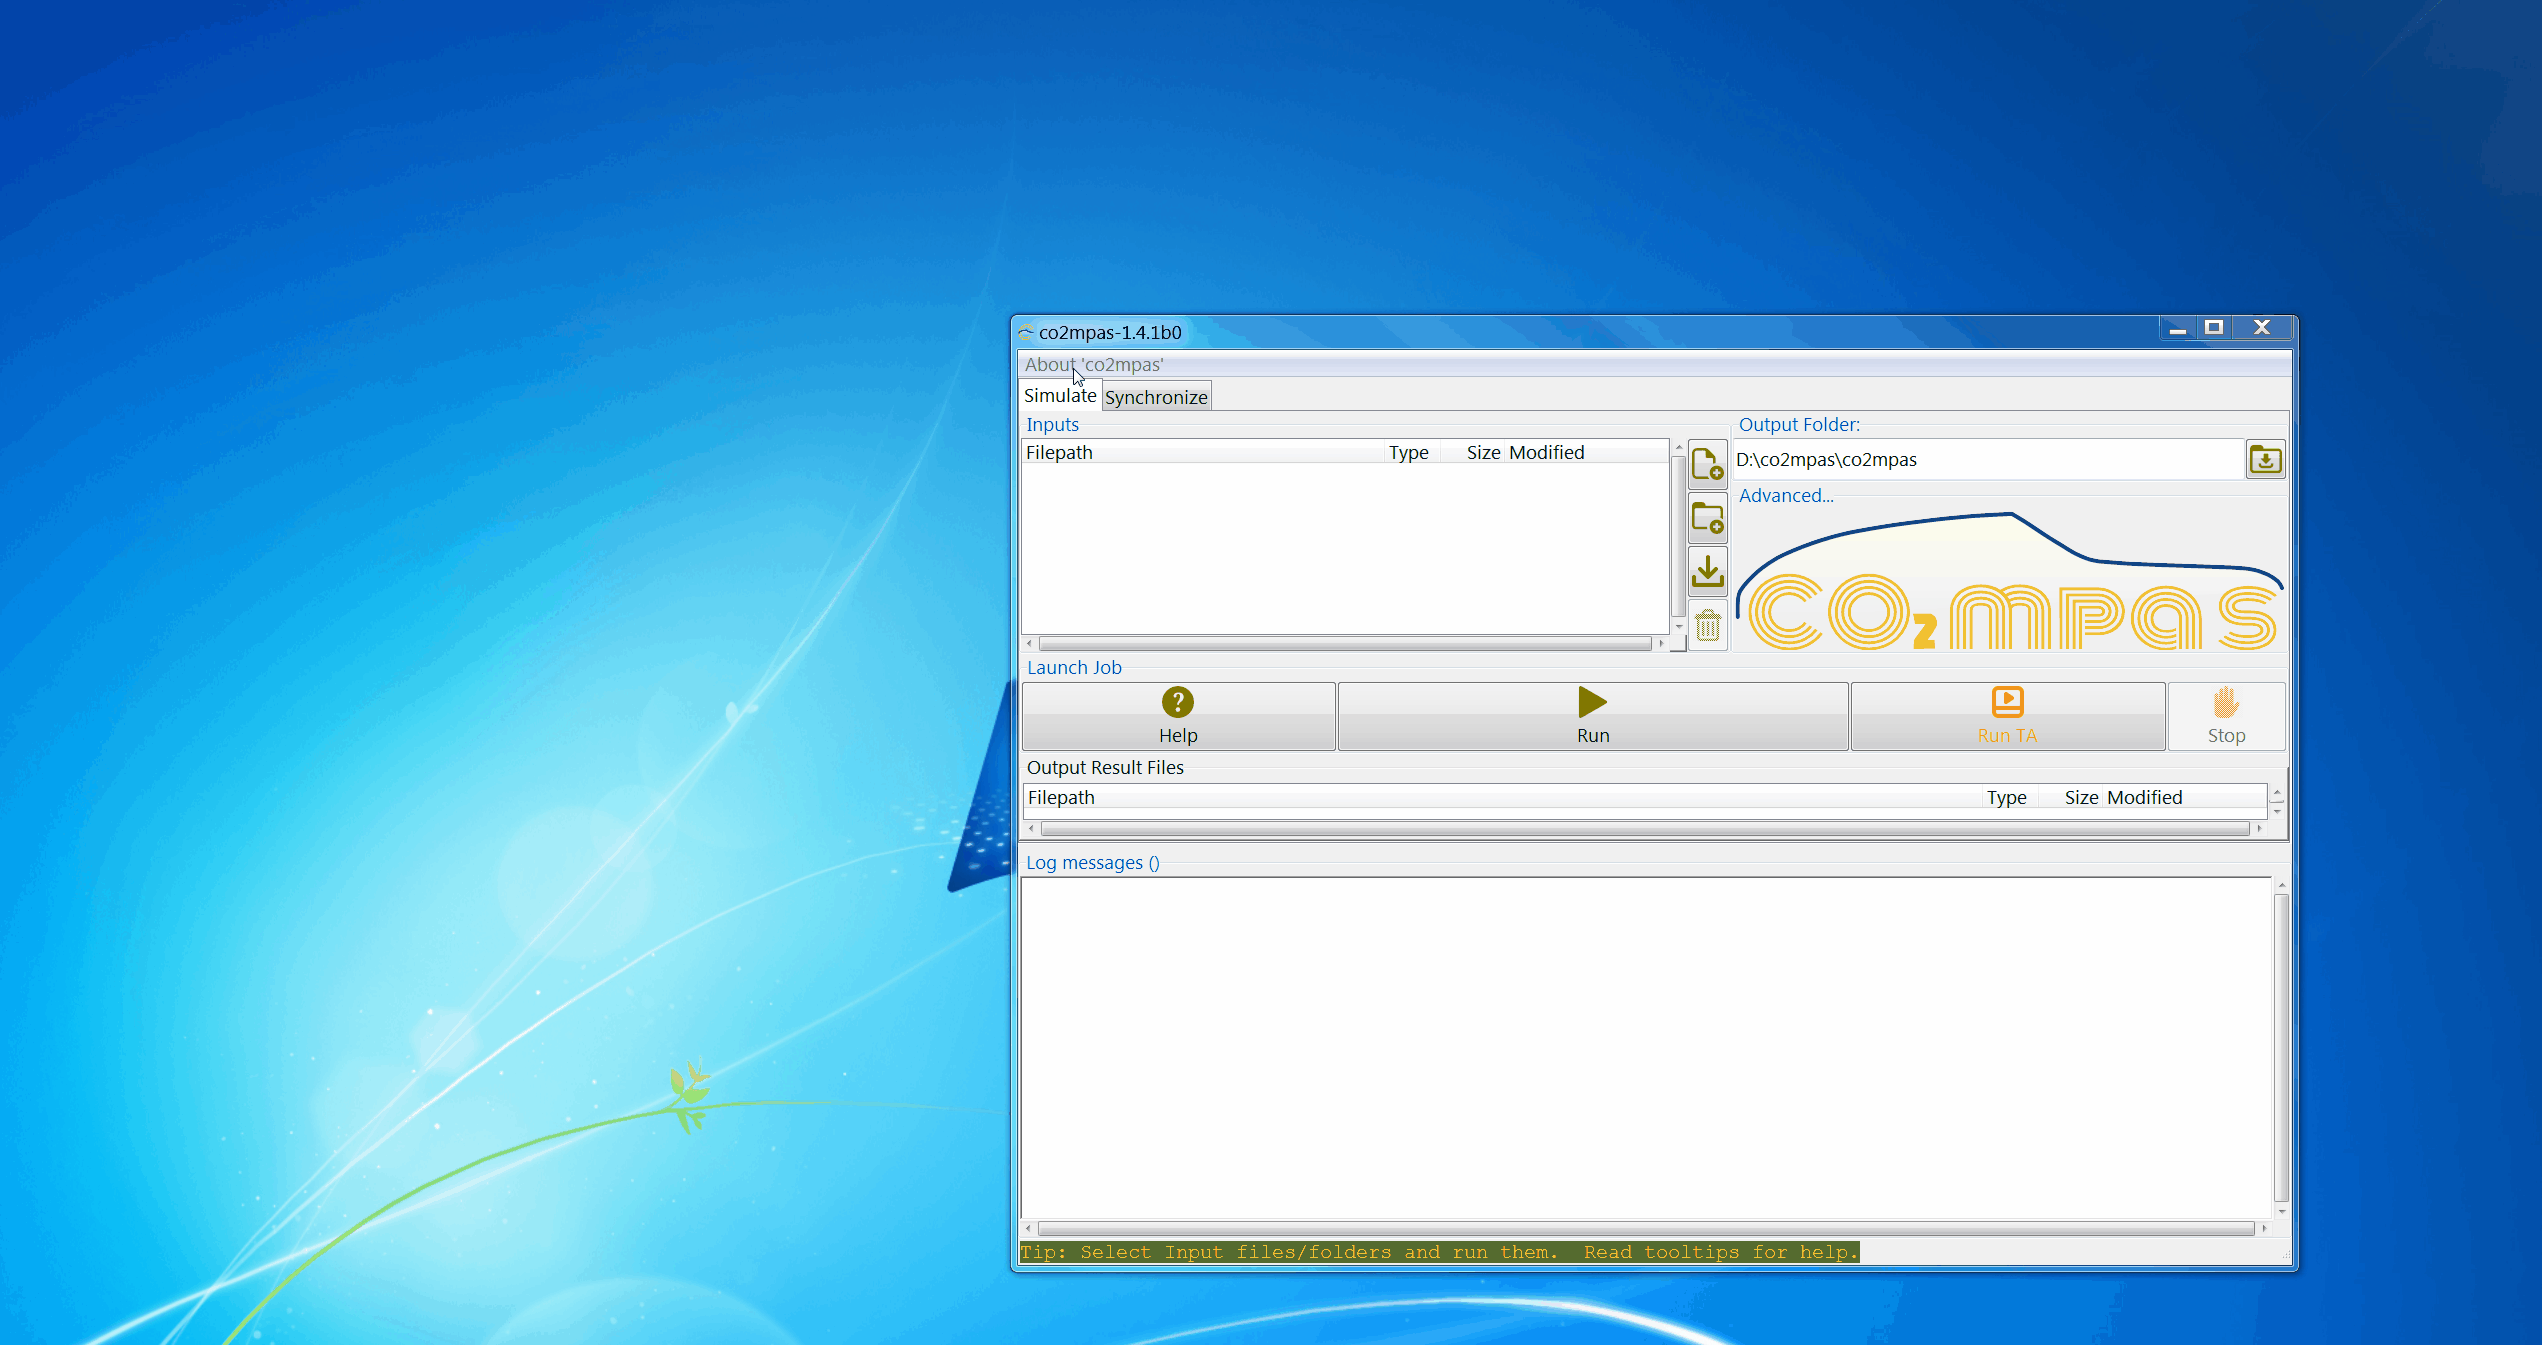 co2mpas-1.4.1b0
About 'co2mpas'
Simulate Synchronize
Inputs
Filepath Type Size Modified
Output Folder:
D:\co2mpas\co2mpas
Advanced...
CO2MPAS
Launch Job
Help Run Run TA Stop
Output Result Files
Filepath Type Size Modified
Log messages ()
Tip: Select Input files/folders and run them. Read tooltips for help.